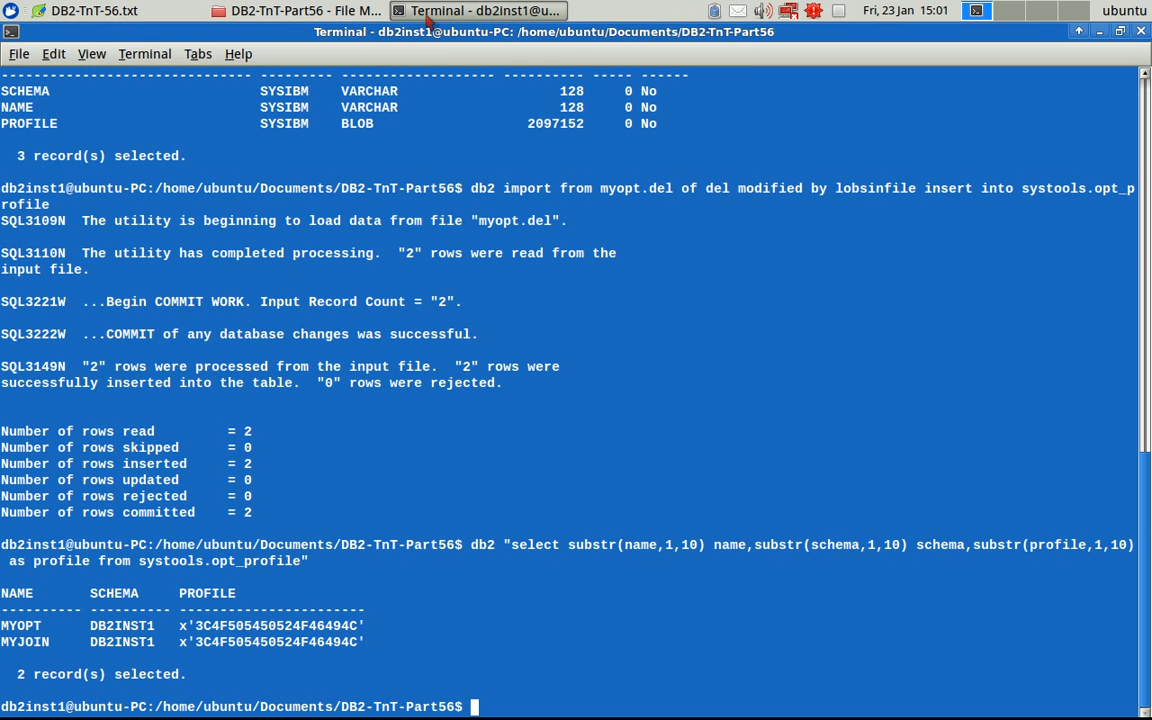 DB2-TnT-56.txt
DB2-TnT-Part56 - File M...
Terminal - db2inst1@u...
Fri, 23 Jan 15:01
ubuntu
Terminal - db2inst1@ubuntu-PC: /home/ubuntu/Documents/DB2-TnT-Part56
File Edit View Terminal Tabs Help
------------------------------- --------- ------------------- ---------- ----- ------
SCHEMA                          SYSIBM    VARCHAR                    128     0 No
NAME                            SYSIBM    VARCHAR                    128     0 No
PROFILE                         SYSIBM    BLOB                   2097152     0 No
  3 record(s) selected.
db2inst1@ubuntu-PC:/home/ubuntu/Documents/DB2-TnT-Part56$ db2 import from myopt.del of del modified by lobsinfile insert into systools.opt_p
rofile
SQL3109N  The utility is beginning to load data from file "myopt.del".
SQL3110N  The utility has completed processing.  "2" rows were read from the
input file.
SQL3221W  ...Begin COMMIT WORK. Input Record Count = "2".
SQL3222W  ...COMMIT of any database changes was successful.
SQL3149N  "2" rows were processed from the input file.  "2" rows were
successfully inserted into the table.  "0" rows were rejected.
Number of rows read         = 2
Number of rows skipped      = 0
Number of rows inserted     = 2
Number of rows updated      = 0
Number of rows rejected     = 0
Number of rows committed    = 2
db2inst1@ubuntu-PC:/home/ubuntu/Documents/DB2-TnT-Part56$ db2 "select substr(name,1,10) name,substr(schema,1,10) schema,substr(profile,1,10)
 as profile from systools.opt_profile"
NAME       SCHEMA     PROFILE
---------- ---------- -----------------------
MYOPT      DB2INST1   x'3C4F505450524F46494C'
MYJOIN     DB2INST1   x'3C4F505450524F46494C'
  2 record(s) selected.
db2inst1@ubuntu-PC:/home/ubuntu/Documents/DB2-TnT-Part56$